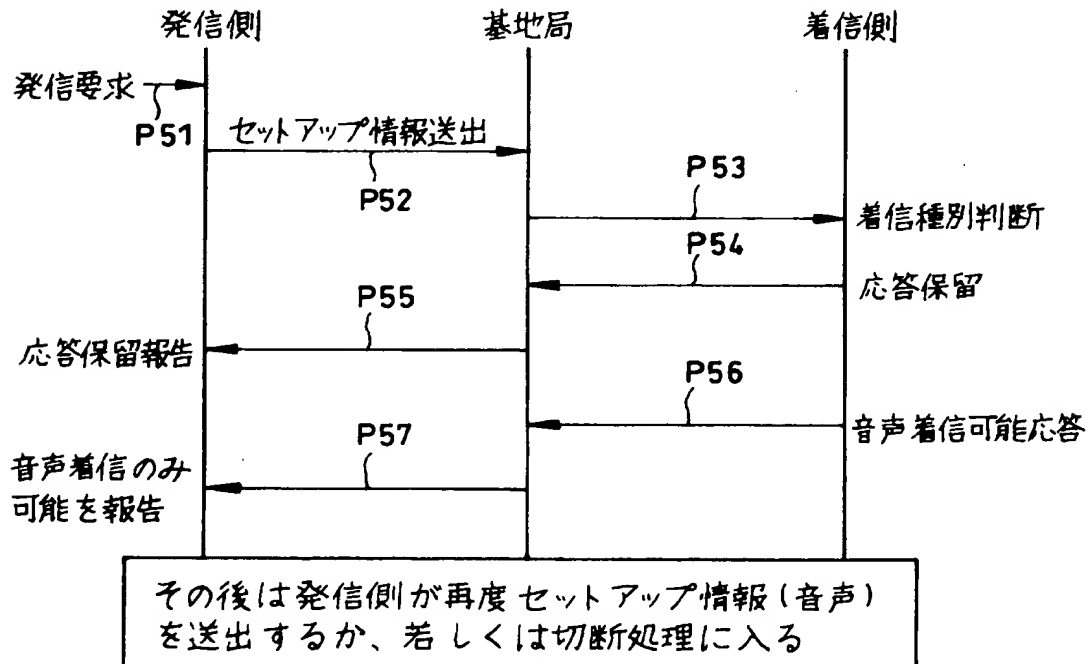 発信側 基地局 着信側
発信要求
P51
セットアップ情報送出
P52
P53
着信種別判断
P54
応答保留
P55
応答保留報告
P56
音声着信可能応答
P57
音声着信のみ
可能を報告
その後は発信側が再度セットアップ情報(音声)
を送出するか、若しくは切断処理に入る